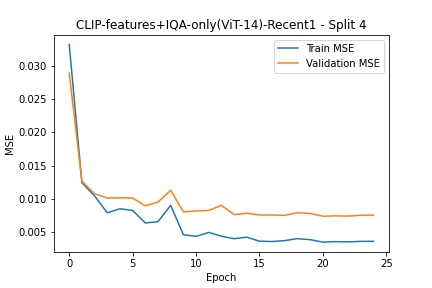 CLIP-features+IQA-only(ViT-14)-Recent1 - Split 4
Train MSE
Validation MSE
0.030
0.025
0.020
0.015
0.010
0.005
MSE
0
5
10
15
20
25
Epoch